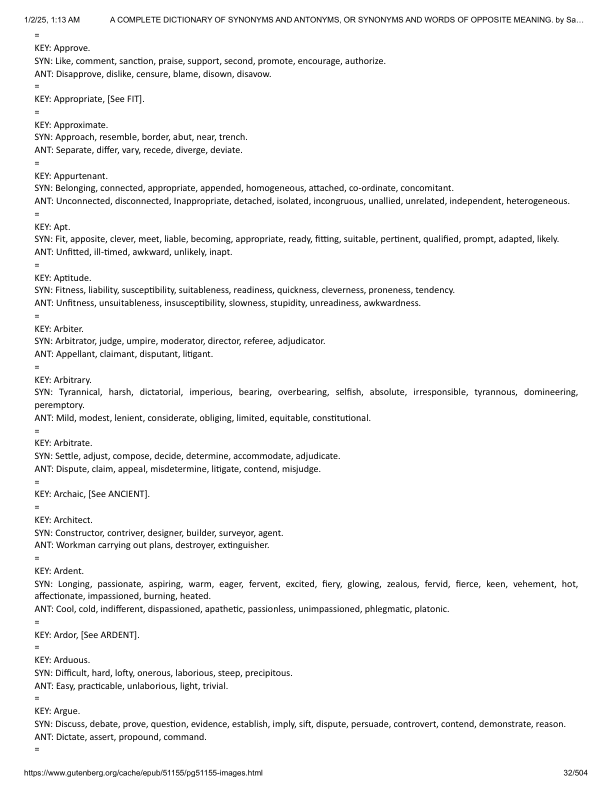 1/2/25, 1:13 AM A COMPLETE DICTIONARY OF SYNONYMS AND ANTONYMS, OR SYNONYMS AND WORDS OF OPPOSITE MEANING. by Sa…
=
KEY: Approve.
SYN: Like, comment, sanction, praise, support, second, promote, encourage, authorize.
ANT: Disapprove, dislike, censure, blame, disown, disavow.
=
KEY: Appropriate, [See FIT].
=
KEY: Approximate.
SYN: Approach, resemble, border, abut, near, trench.
ANT: Separate, differ, vary, recede, diverge, deviate.
=
KEY: Appurtenant.
SYN: Belonging, connected, appropriate, appended, homogeneous, attached, co-ordinate, concomitant.
ANT: Unconnected, disconnected, Inappropriate, detached, isolated, incongruous, unallied, unrelated, independent, heterogeneous.
=
KEY: Apt.
SYN: Fit, apposite, clever, meet, liable, becoming, appropriate, ready, fitting, suitable, pertinent, qualified, prompt, adapted, likely.
ANT: Unfitted, ill-timed, awkward, unlikely, inapt.
=
KEY: Aptitude.
SYN: Fitness, liability, susceptibility, suitableness, readiness, quickness, cleverness, proneness, tendency.
ANT: Unfitness, unsuitableness, insusceptibility, slowness, stupidity, unreadiness, awkwardness.
=
KEY: Arbiter.
SYN: Arbitrator, judge, umpire, moderator, director, referee, adjudicator.
ANT: Appellant, claimant, disputant, litigant.
=
KEY: Arbitrary.
SYN: Tyrannical, harsh, dictatorial, imperious, bearing, overbearing, selfish, absolute, irresponsible, tyrannous, domineering,
peremptory.
ANT: Mild, modest, lenient, considerate, obliging, limited, equitable, constitutional.
=
KEY: Arbitrate.
SYN: Settle, adjust, compose, decide, determine, accommodate, adjudicate.
ANT: Dispute, claim, appeal, misdetermine, litigate, contend, misjudge.
=
KEY: Archaic, [See ANCIENT].
=
KEY: Architect.
SYN: Constructor, contriver, designer, builder, surveyor, agent.
ANT: Workman carrying out plans, destroyer, extinguisher.
=
KEY: Ardent.
SYN: Longing, passionate, aspiring, warm, eager, fervent, excited, fiery, glowing, zealous, fervid, fierce, keen, vehement, hot,
affectionate, impassioned, burning, heated.
ANT: Cool, cold, indifferent, dispassioned, apathetic, passionless, unimpassioned, phlegmatic, platonic.
=
KEY: Ardor, [See ARDENT].
=
KEY: Arduous.
SYN: Difficult, hard, lofty, onerous, laborious, steep, precipitous.
ANT: Easy, practicable, unlaborious, light, trivial.
=
KEY: Argue.
SYN: Discuss, debate, prove, question, evidence, establish, imply, sift, dispute, persuade, controvert, contend, demonstrate, reason.
ANT: Dictate, assert, propound, command.
=
https://www.gutenberg.org/cache/epub/51155/pg51155-images.html 32/504